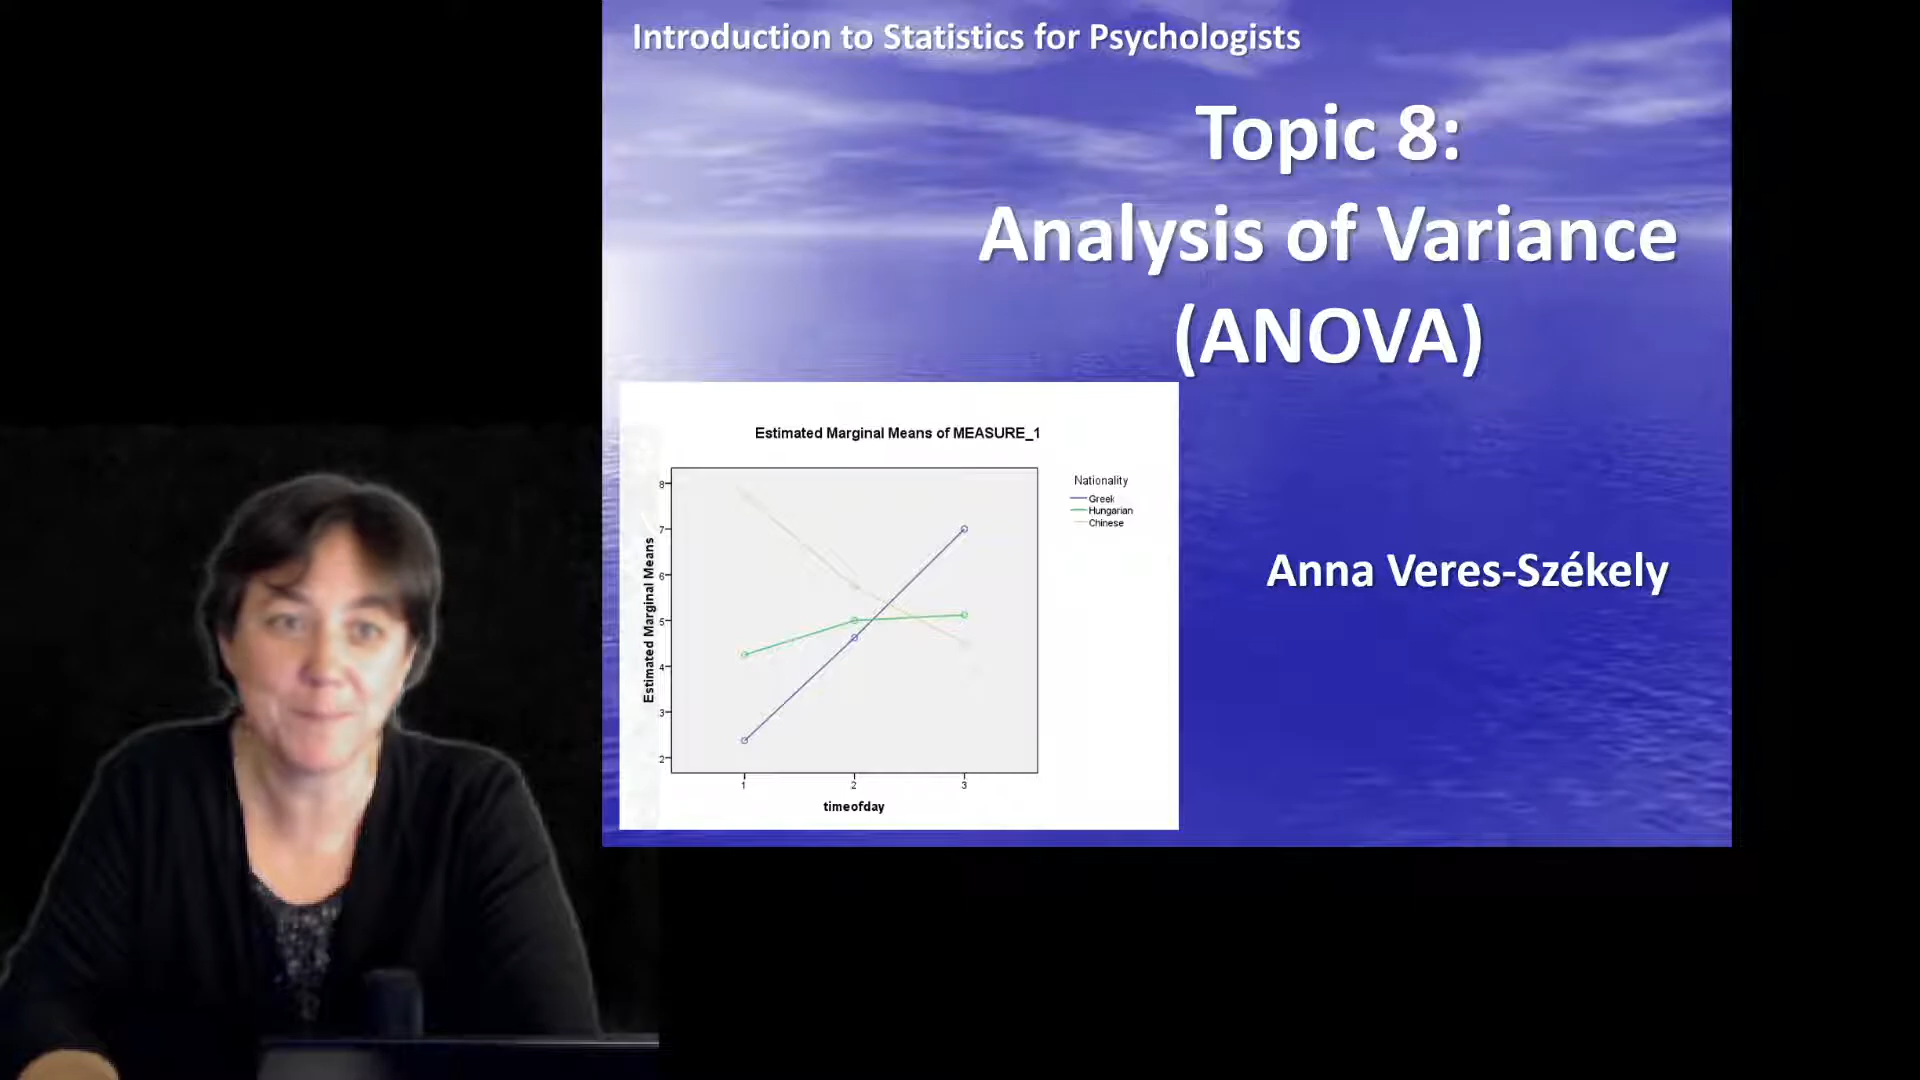 Introduction to Statistics for Psychologists
Topic 8:
Analysis of Variance
(ANOVA)
Anna Veres-Székely
Estimated Marginal Means of MEASURE_1
Nationality
Greek
Hungarian
Chinese
Estimated Marginal Means
8
7
6
5
4
3
2
1 2 3
timeofday